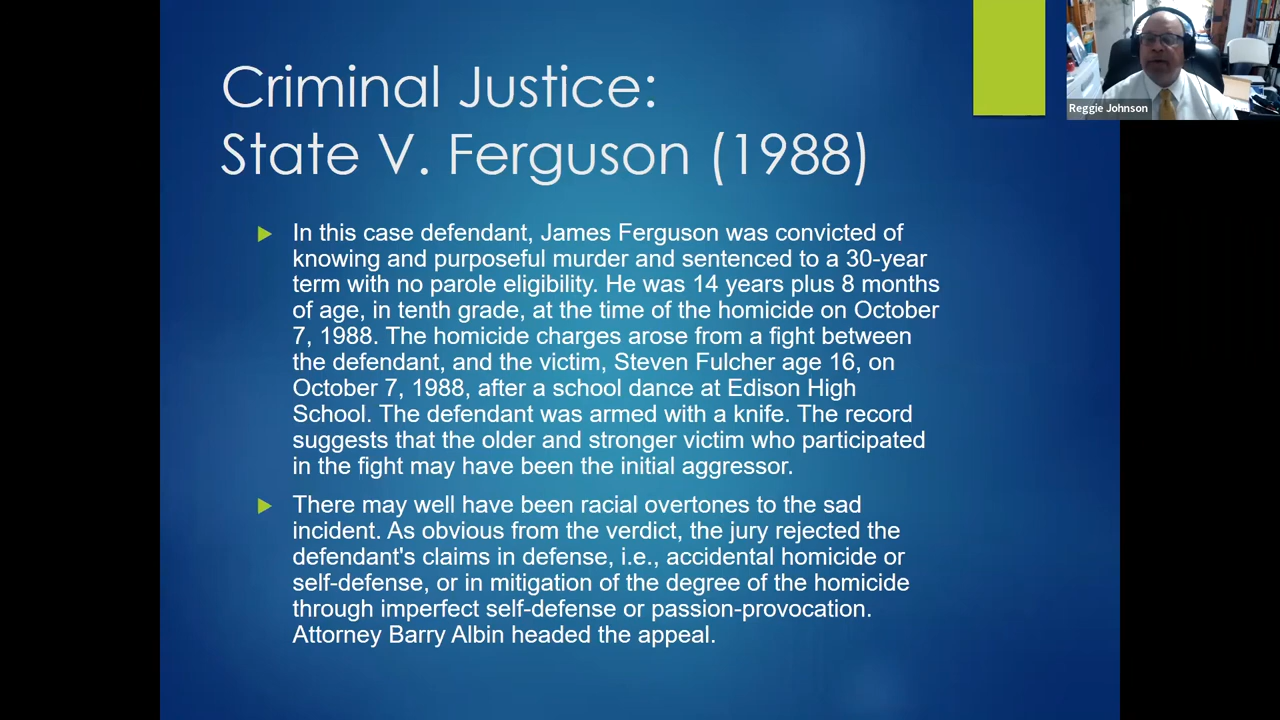 Criminal Justice:
State V. Ferguson (1988)
In this case defendant, James Ferguson was convicted of
knowing and purposeful murder and sentenced to a 30-year
term with no parole eligibility. He was 14 years plus 8 months
of age, in tenth grade, at the time of the homicide on October
7, 1988. The homicide charges arose from a fight between
the defendant, and the victim, Steven Fulcher age 16, on
October 7, 1988, after a school dance at Edison High
School. The defendant was armed with a knife. The record
suggests that the older and stronger victim who participated
in the fight may have been the initial aggressor.
There may well have been racial overtones to the sad
incident. As obvious from the verdict, the jury rejected the
defendant's claims in defense, i.e., accidental homicide or
self-defense, or in mitigation of the degree of the homicide
through imperfect self-defense or passion-provocation.
Attorney Barry Albin headed the appeal.
Reggie Johnson